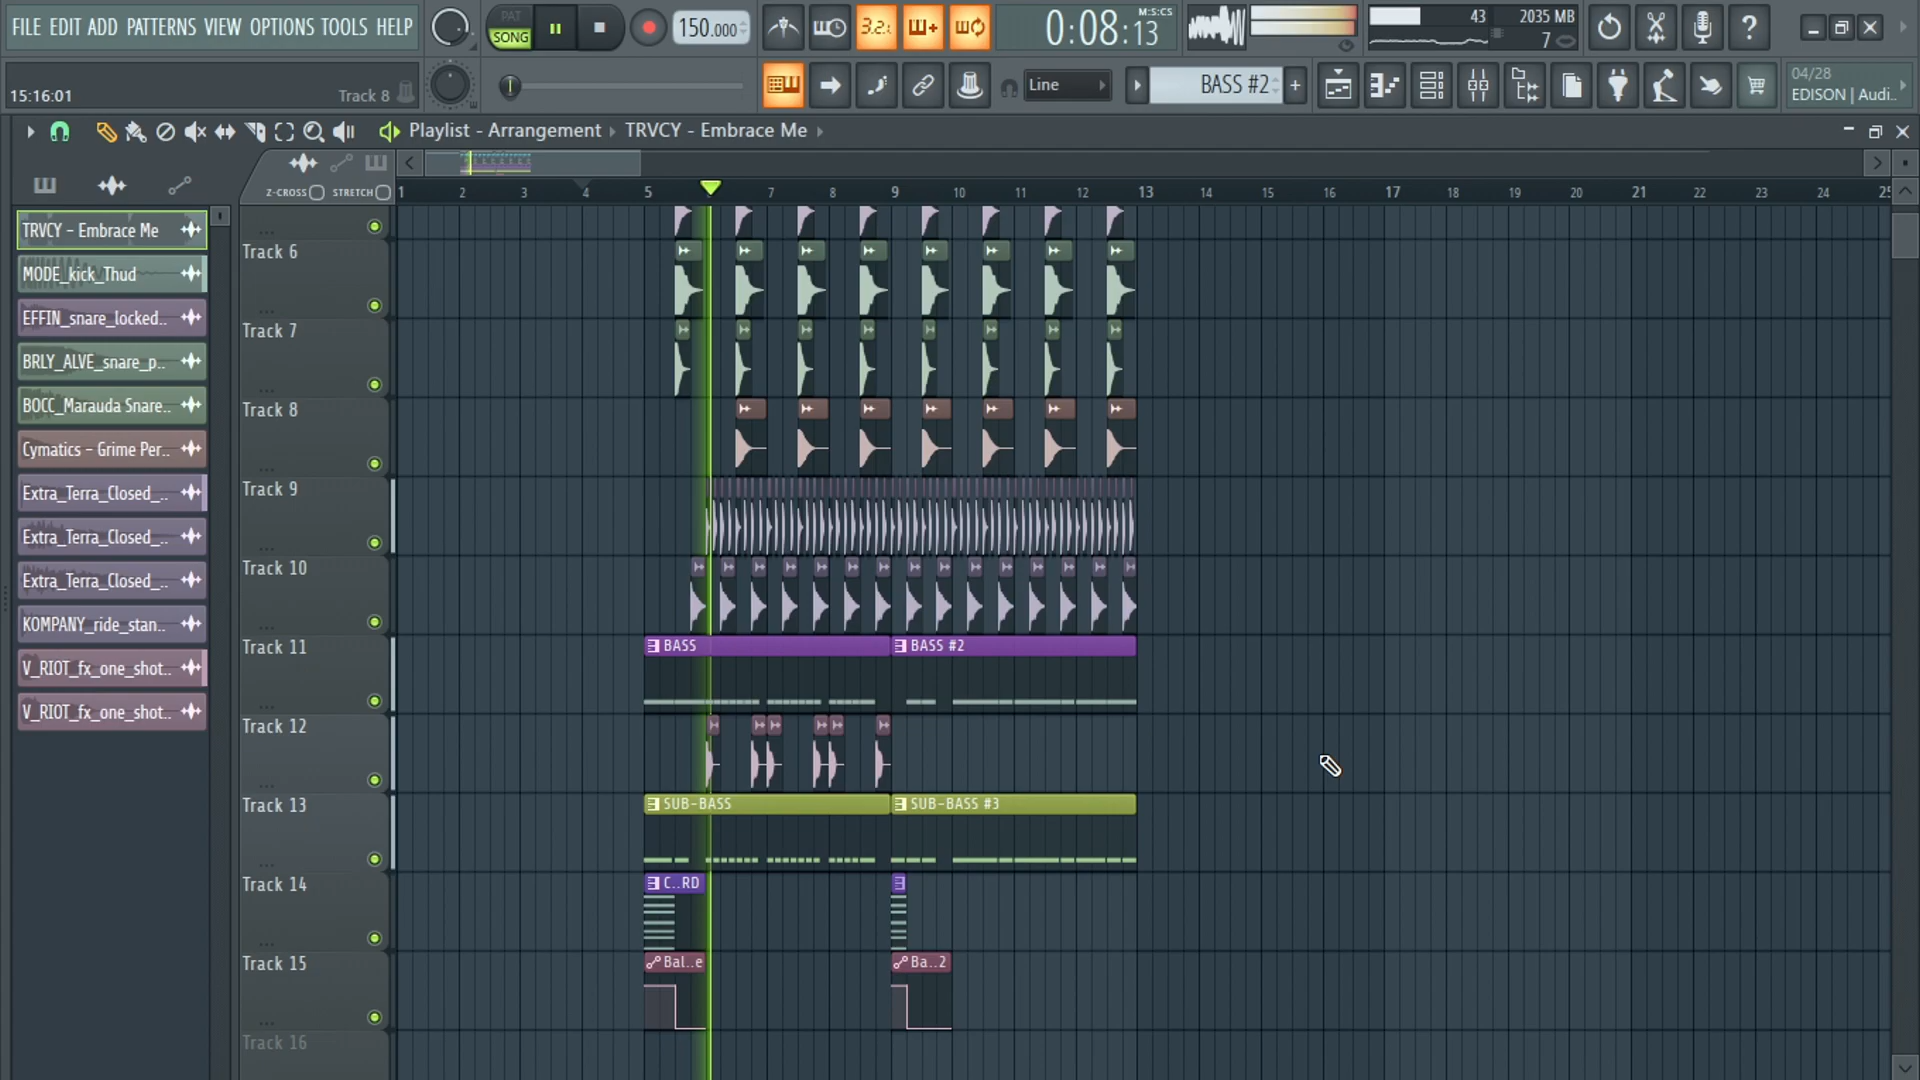 FILE EDIT ADD PATTERNS VIEW OPTIONS TOOLS HELP
PAT
SONG
150.000
3.2.
0:08:13
M:S:CS
43
2035 MB
7
15:16:01
Track 8
Line
BASS #2
04/28
EDISON | Audi..
Playlist - Arrangement
TRVCY - Embrace Me
Z-CROSS
STRETCH
1 2 3 4 5 7 8 9 10 11 12 13 14 15 16 17 18 19 20 21 22 23 24 25
TRVCY - Embrace Me
MODE_kick_Thud
EFFIN_snare_locked..
BRLY_ALVE_snare_p..
BOCC_Marauda Snare..
Cymatics - Grime Per..
Extra_Terra_Closed_..
Extra_Terra_Closed_..
Extra_Terra_Closed_..
KOMPANY_ride_stan..
V_RIOT_fx_one_shot..
V_RIOT_fx_one_shot..
Track 6
Track 7
Track 8
Track 9
Track 10
Track 11
BASS
BASS #2
Track 12
Track 13
SUB-BASS
SUB-BASS #3
Track 14
C..RD
Track 15
Bal..e
Ba..2
Track 16